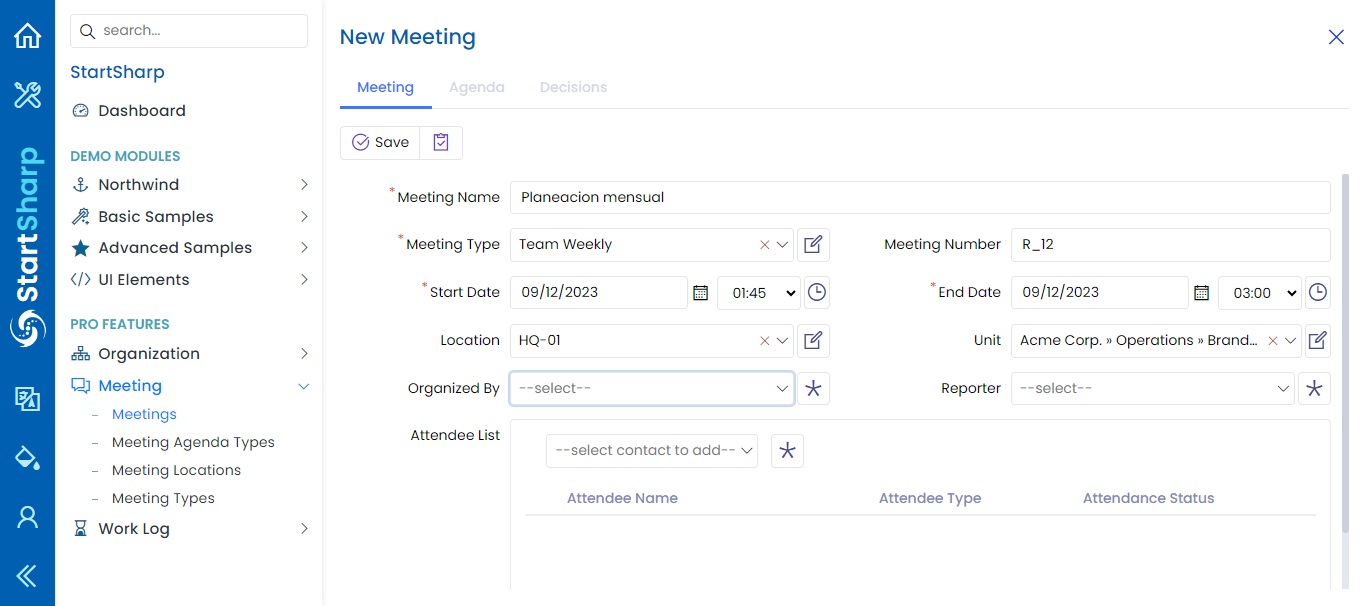 search...
StartSharp
Dashboard
DEMO MODULES
Northwind
Basic Samples
Advanced Samples
UI Elements
PRO FEATURES
Organization
Meeting
Meetings
Meeting Agenda Types
Meeting Locations
Meeting Types
Work Log
StartSharp
New Meeting
Meeting Agenda Decisions
Save
*Meeting Name Planeacion mensual
*Meeting Type Team Weekly Meeting Number R_12
*Start Date 09/12/2023 01:45 *End Date 09/12/2023 03:00
Location HQ-01 Unit Acme Corp. » Operations » Brand...
Organized By --select-- Reporter --select--
Attendee List --select contact to add--
Attendee Name Attendee Type Attendance Status